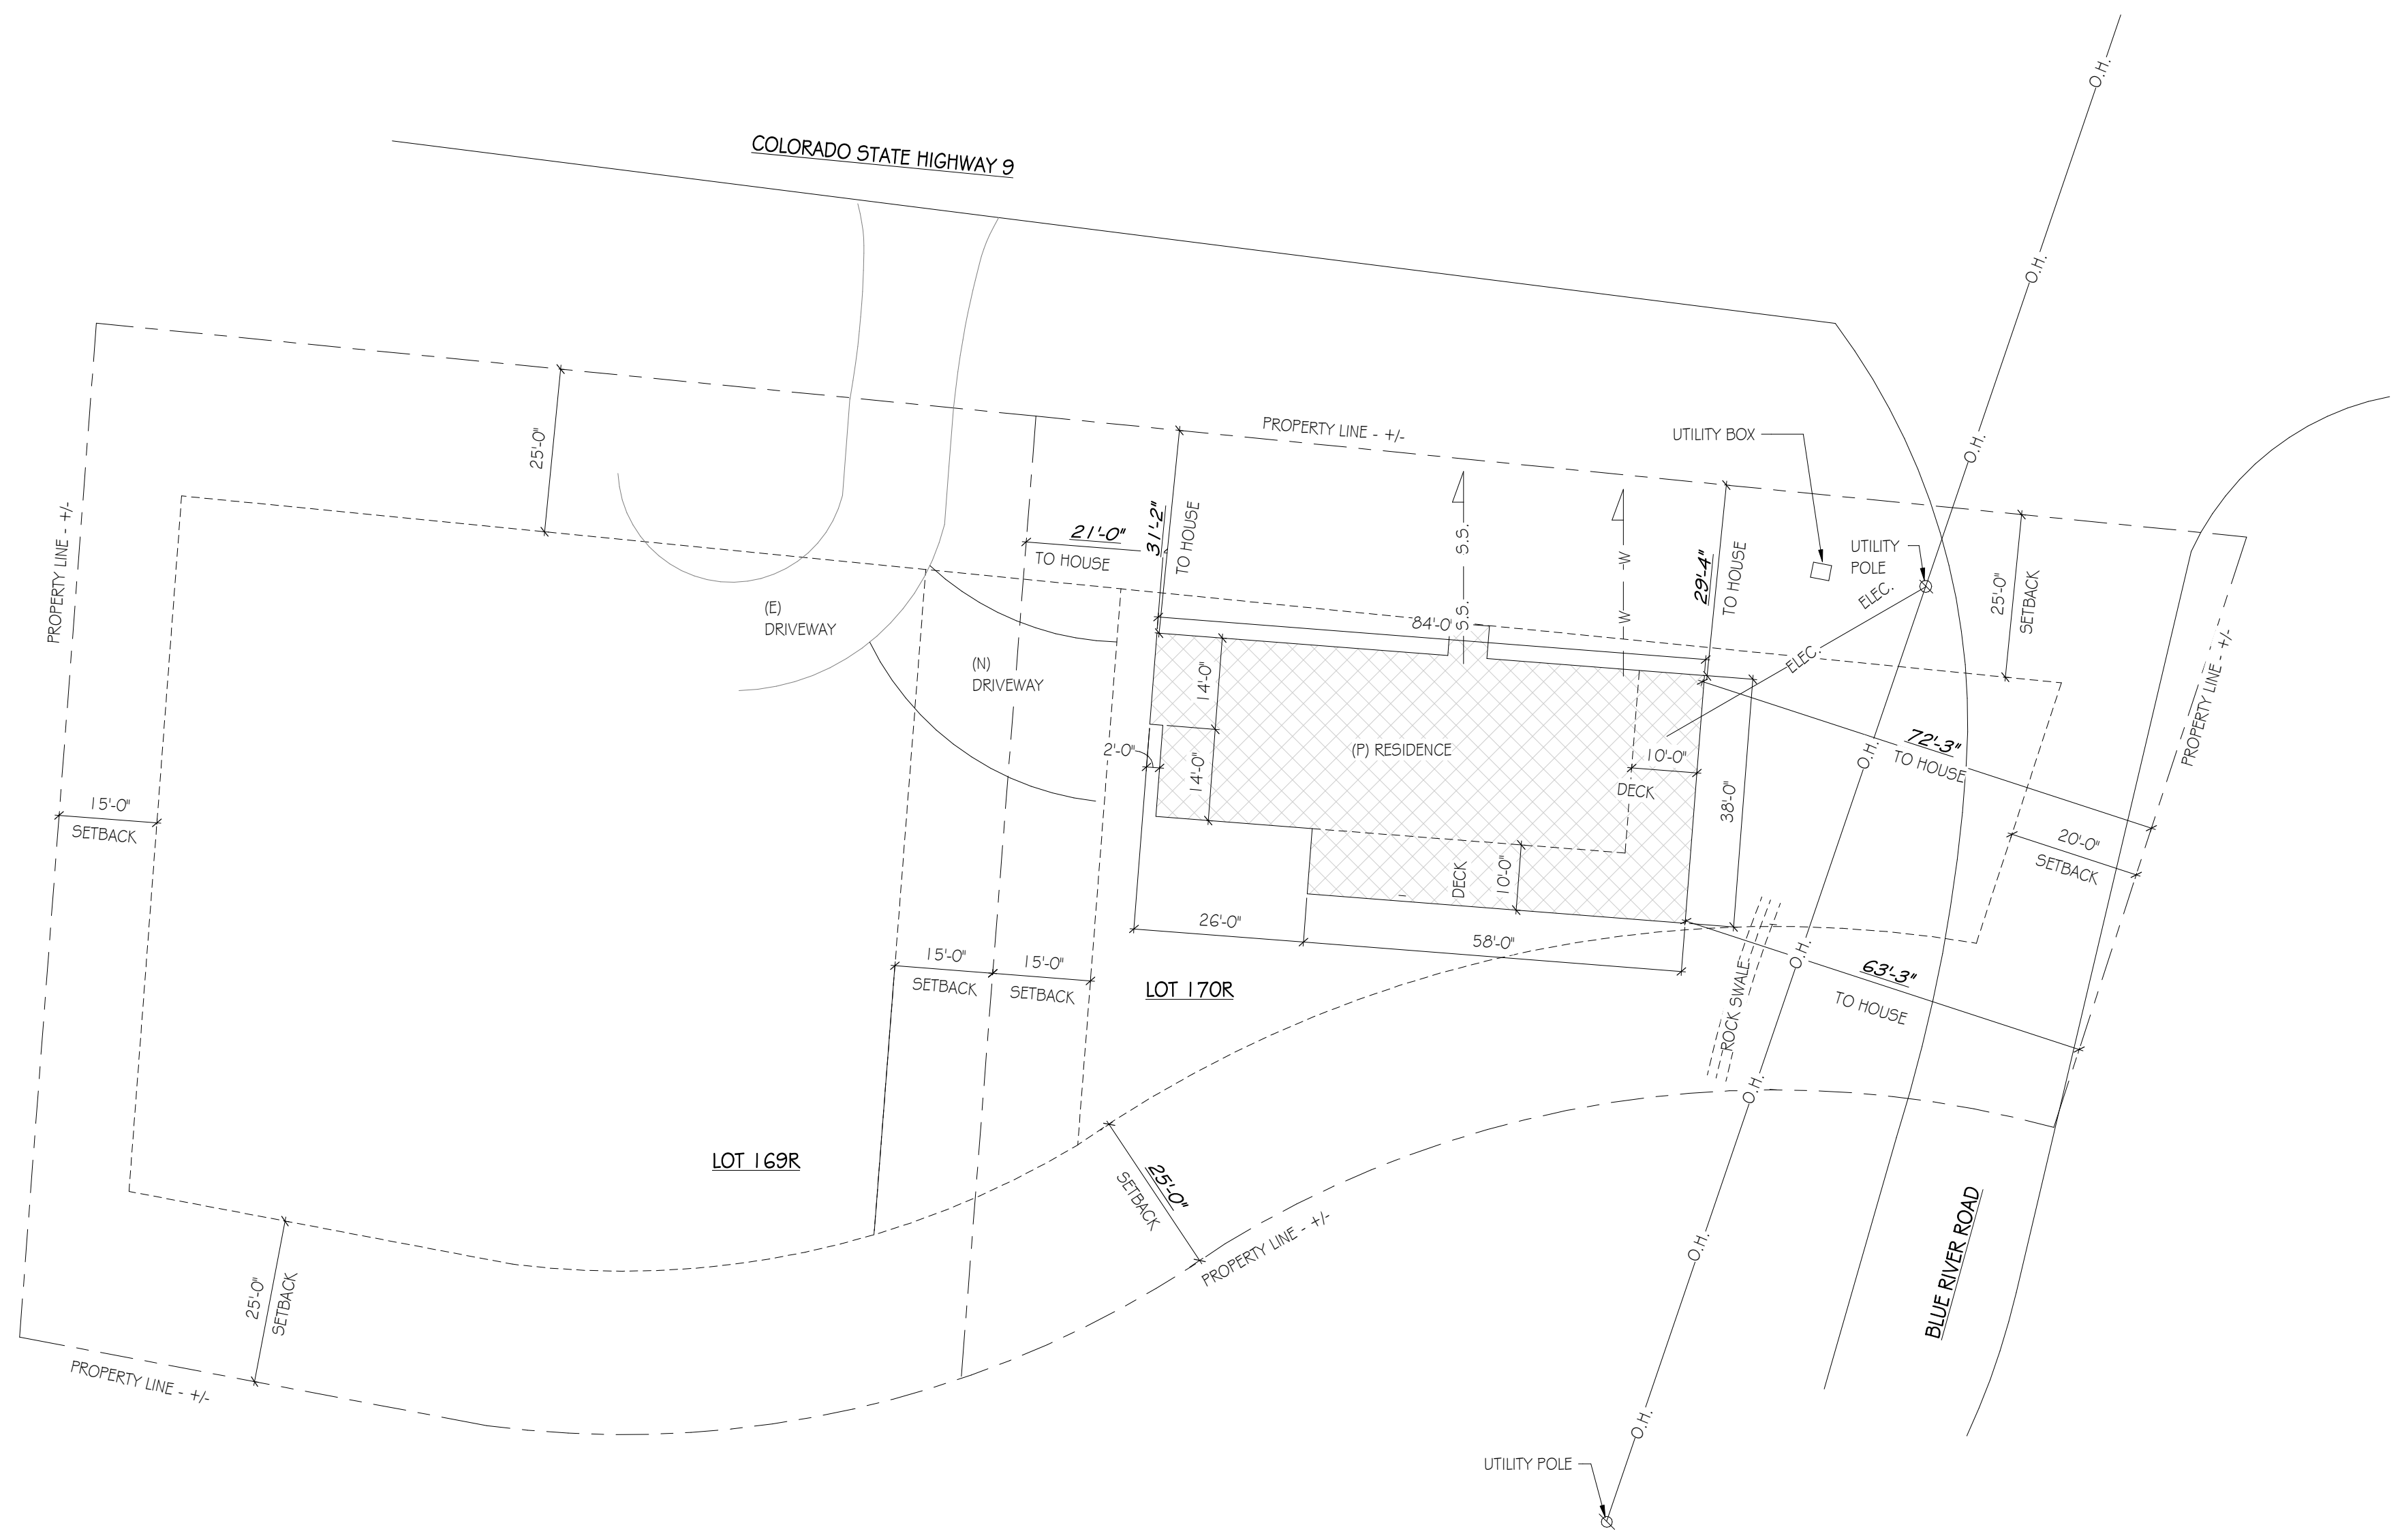 O.H.
COLORADO STATE HIGHWAY 9
O.H.
PROPERTY LINE - +/-
UTILITY BOX
O.H.
25'-0"
31'-2"
TO HOUSE
21'-0"
TO HOUSE
S.S.
S.S.
W
W
29'-4"
TO HOUSE
UTILITY
POLE
ELEC.
ELEC.
25'-0"
SETBACK
PROPERTY LINE - +/-
PROPERTY LINE - +/-
(E)
DRIVEWAY
(N)
DRIVEWAY
84'-0"
14'-0"
14'-0"
2'-0"
(P) RESIDENCE
10'-0"
DECK
38'-0"
O.H.
72'-3"
TO HOUSE
15'-0"
SETBACK
20'-0"
SETBACK
DECK
10'-0"
26'-0"
58'-0"
15'-0"
SETBACK
15'-0"
SETBACK
LOT 170R
ROCK SWALE
O.H.
63'-3"
TO HOUSE
O.H.
LOT 169R
25'-0"
SETBACK
PROPERTY LINE - +/-
O.H.
BLUE RIVER ROAD
25'-0"
SETBACK
PROPERTY LINE - +/-
O.H.
UTILITY POLE